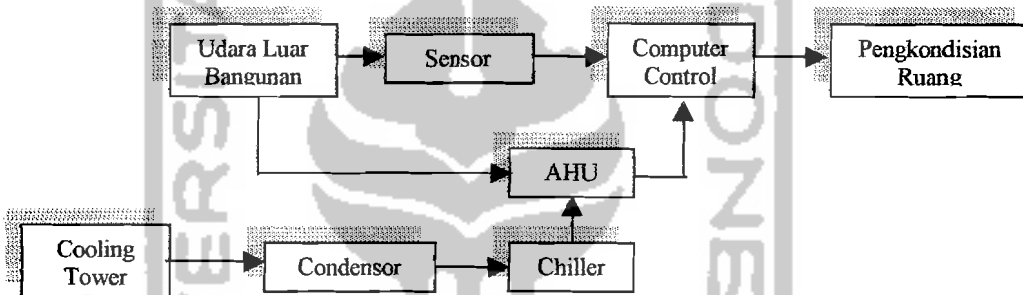 Udara Luar
Bangunan
Sensor
Computer
Control
Pengkondisian
Ruang
AHU
Cooling
Tower
Condensor
Chiller